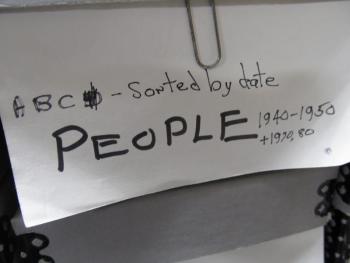 ABC - Sorted by date
PEOPLE 1940-1950
+1970,80